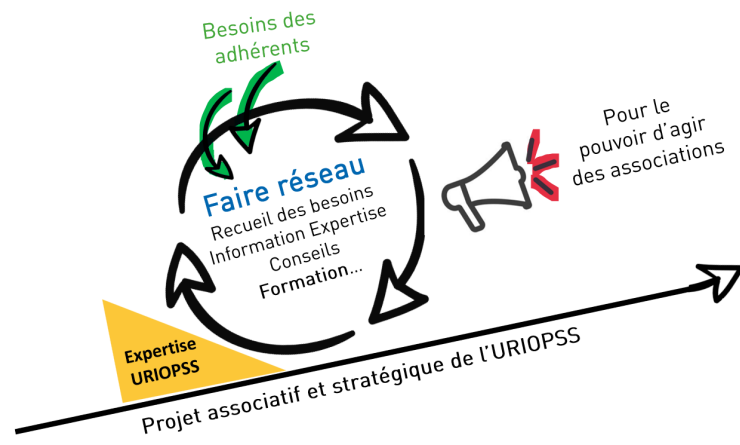 Besoins des
adhérents
Pour le
pouvoir d'agir
des associations
Faire réseau
Recueil des besoins
Information Expertise
Conseils
Formation...
Expertise
URIOPSS
Projet associatif et stratégique de l'URIOPSS